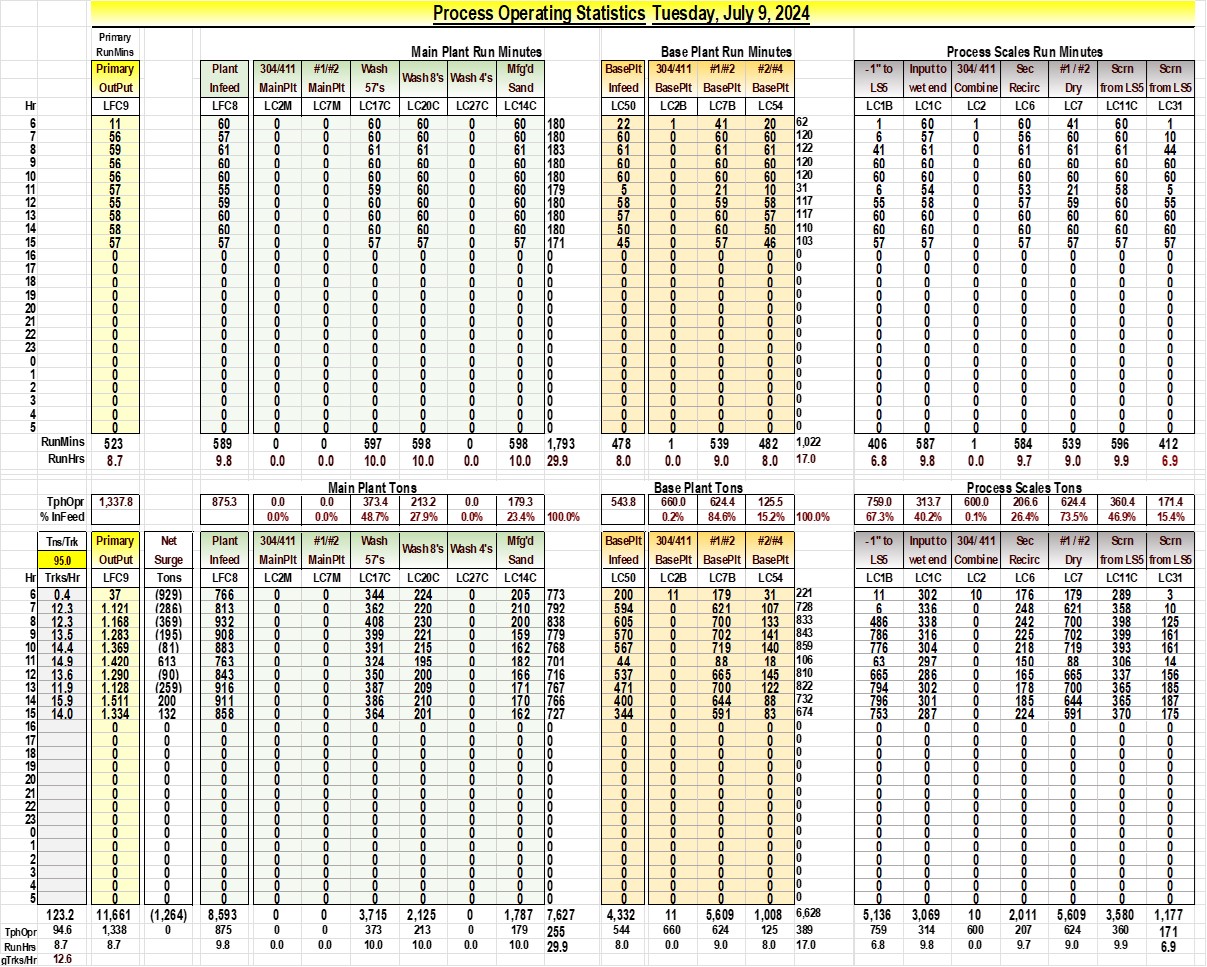 Process Operating Statistics Tuesday, July 9, 2024
Primary
RunMins Main Plant Run Minutes Base Plant Run Minutes Process Scales Run Minutes
Primary Plant 304/411 #1/#2 Wash Wash 8's Wash 4's Mfg'd BasePlt 304/411 #1/#2 #2/#4 -1" to Input to 304/ 411 Sec #1 / #2 Scrn Scrn
OutPut Infeed MainPlt MainPlt 57's Sand Infeed BasePlt BasePlt BasePlt LS5 wet end Combine Recirc Dry from LS5 from LS5
Hr LFC9 LFC8 LC2M LC7M LC17C LC20C LC27C LC14C LC50 LC2B LC7B LC54 LC1B LC1C LC2 LC6 LC7 LC11C LC31
6 11 60 0 0 60 60 0 60 180 22 1 41 20 62 1 60 1 60 41 60 1
7 56 57 0 0 60 60 0 60 180 60 0 60 60 120 6 57 0 56 60 60 10
8 59 61 0 0 61 61 0 61 183 61 0 61 61 122 41 61 0 61 61 61 44
9 56 60 0 0 60 60 0 60 180 60 0 60 60 120 60 60 0 60 60 60 60
10 56 60 0 0 60 60 0 60 180 60 0 60 60 120 60 60 0 60 60 60 60
11 57 55 0 0 59 60 0 60 179 5 0 21 10 31 6 54 0 53 21 58 5
12 55 59 0 0 60 60 0 60 180 58 0 59 58 117 55 58 0 57 59 60 55
13 58 60 0 0 60 60 0 60 180 57 0 60 57 117 60 60 0 60 60 60 60
14 58 60 0 0 60 60 0 60 180 50 0 60 50 110 60 60 0 60 60 60 60
15 57 57 0 0 57 57 0 57 171 45 0 57 46 103 57 57 0 57 57 57 57
16 0 0 0 0 0 0 0 0 0 0 0 0 0 0 0 0 0 0 0 0 0
17 0 0 0 0 0 0 0 0 0 0 0 0 0 0 0 0 0 0 0 0 0
18 0 0 0 0 0 0 0 0 0 0 0 0 0 0 0 0 0 0 0 0 0
19 0 0 0 0 0 0 0 0 0 0 0 0 0 0 0 0 0 0 0 0 0
20 0 0 0 0 0 0 0 0 0 0 0 0 0 0 0 0 0 0 0 0 0
21 0 0 0 0 0 0 0 0 0 0 0 0 0 0 0 0 0 0 0 0 0
22 0 0 0 0 0 0 0 0 0 0 0 0 0 0 0 0 0 0 0 0 0
23 0 0 0 0 0 0 0 0 0 0 0 0 0 0 0 0 0 0 0 0 0
0 0 0 0 0 0 0 0 0 0 0 0 0 0 0 0 0 0 0 0 0 0
1 0 0 0 0 0 0 0 0 0 0 0 0 0 0 0 0 0 0 0 0 0
2 0 0 0 0 0 0 0 0 0 0 0 0 0 0 0 0 0 0 0 0 0
3 0 0 0 0 0 0 0 0 0 0 0 0 0 0 0 0 0 0 0 0 0
4 0 0 0 0 0 0 0 0 0 0 0 0 0 0 0 0 0 0 0 0 0
5 0 0 0 0 0 0 0 0 0 0 0 0 0 0 0 0 0 0 0 0 0
RunMins 523 589 0 0 597 598 0 598 1,793 478 1 539 482 1,022 406 587 1 584 539 596 412
RunHrs 8.7 9.8 0.0 0.0 10.0 10.0 0.0 10.0 29.9 8.0 0.0 9.0 8.0 17.0 6.8 9.8 0.0 9.7 9.0 9.9 6.9
Main Plant Tons Base Plant Tons Process Scales Tons
TphOpr 1,337.8 875.3 0.0 0.0 373.4 213.2 0.0 179.3 543.8 660.0 624.4 125.5 759.0 313.7 600.0 206.6 624.4 360.4 171.4
% InFeed 0.0% 0.0% 48.7% 27.9% 0.0% 23.4% 100.0% 0.2% 84.6% 15.2% 100.0% 67.3% 40.2% 0.1% 26.4% 73.5% 46.9% 15.4%
Tns/Trk Primary Net Plant 304/411 #1/#2 Wash Wash 8's Wash 4's Mfg'd BasePlt 304/411 #1/#2 #2/#4 -1" to Input to 304/ 411 Sec #1 / #2 Scrn Scrn
95.0 OutPut Surge Infeed MainPlt MainPlt 57's Sand Infeed BasePlt BasePlt BasePlt LS5 wet end Combine Recirc Dry from LS5 from LS5
Hr Trks/Hr LFC9 Tons LFC8 LC2M LC7M LC17C LC20C LC27C LC14C LC50 LC2B LC7B LC54 LC1B LC1C LC2 LC6 LC7 LC11C LC31
6 0.4 37 (929) 766 0 0 344 224 0 205 773 200 11 179 31 221 11 302 10 176 179 289 3
7 12.3 1.121 (286) 813 0 0 362 220 0 210 792 594 0 621 107 728 6 336 0 248 621 358 10
8 12.3 1.168 (369) 932 0 0 408 230 0 200 838 605 0 700 133 833 486 338 0 242 700 398 125
9 13.5 1.283 (195) 908 0 0 399 221 0 159 779 570 0 702 141 843 786 316 0 225 702 399 161
10 14.4 1.369 (81) 883 0 0 391 215 0 162 768 567 0 719 140 859 776 304 0 218 719 393 161
11 14.9 1.420 613 763 0 0 324 195 0 182 701 44 0 88 18 106 63 297 0 150 88 306 14
12 13.6 1.290 (90) 843 0 0 350 200 0 166 716 537 0 665 145 810 665 286 0 165 665 337 156
13 11.9 1.128 (259) 916 0 0 387 209 0 171 767 471 0 700 122 822 794 302 0 178 700 365 185
14 15.9 1.511 200 911 0 0 386 210 0 170 766 400 0 644 88 732 796 301 0 185 644 365 187
15 14.0 1.334 132 858 0 0 364 201 0 162 727 344 0 591 83 674 753 287 0 224 591 370 175
16 0 0 0 0 0 0 0 0 0 0 0 0 0 0 0 0 0 0 0 0 0 0
17 0 0 0 0 0 0 0 0 0 0 0 0 0 0 0 0 0 0 0 0 0 0
18 0 0 0 0 0 0 0 0 0 0 0 0 0 0 0 0 0 0 0 0 0 0
19 0 0 0 0 0 0 0 0 0 0 0 0 0 0 0 0 0 0 0 0 0 0
20 0 0 0 0 0 0 0 0 0 0 0 0 0 0 0 0 0 0 0 0 0 0
21 0 0 0 0 0 0 0 0 0 0 0 0 0 0 0 0 0 0 0 0 0 0
22 0 0 0 0 0 0 0 0 0 0 0 0 0 0 0 0 0 0 0 0 0 0
23 0 0 0 0 0 0 0 0 0 0 0 0 0 0 0 0 0 0 0 0 0 0
0 0 0 0 0 0 0 0 0 0 0 0 0 0 0 0 0 0 0 0 0 0 0
1 0 0 0 0 0 0 0 0 0 0 0 0 0 0 0 0 0 0 0 0 0 0
2 0 0 0 0 0 0 0 0 0 0 0 0 0 0 0 0 0 0 0 0 0 0
3 0 0 0 0 0 0 0 0 0 0 0 0 0 0 0 0 0 0 0 0 0 0
4 0 0 0 0 0 0 0 0 0 0 0 0 0 0 0 0 0 0 0 0 0 0
5 0 0 0 0 0 0 0 0 0 0 0 0 0 0 0 0 0 0 0 0 0 0
123.2 11,661 (1,264) 8,593 0 0 3,715 2,125 0 1,787 7,627 4,332 11 5,609 1,008 6,628 5,136 3,069 10 2,011 5,609 3,580 1,177
TphOpr 94.6 1,338 0 875 0 0 373 213 0 179 255 544 660 624 125 389 759 314 600 207 624 360 171
RunHrs 8.7 8.7 9.8 0.0 0.0 10.0 10.0 0.0 10.0 29.9 8.0 0.0 9.0 8.0 17.0 6.8 9.8 0.0 9.7 9.0 9.9 6.9
gTrks/Hr 12.6